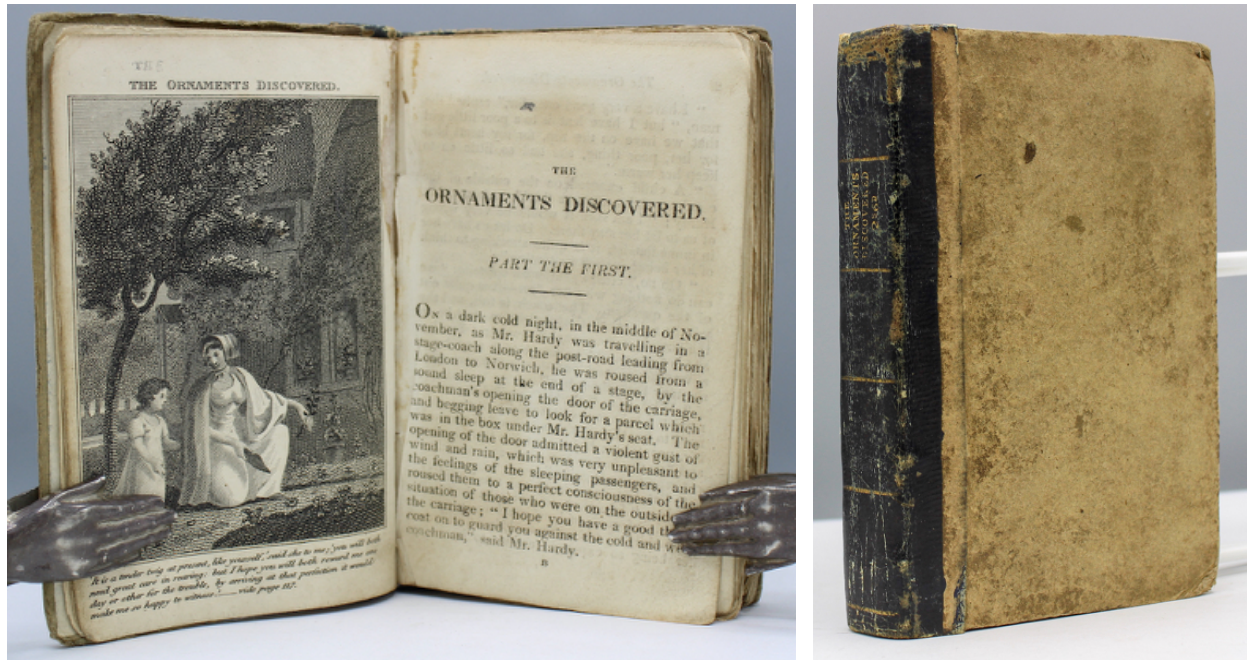 THE ORNAMENTS DISCOVERED.
It is a tender twig at present, like yourself,' said she to me; 'you will both
need great care in rearing: but I hope you will both reward me one
day or other for the trouble, by arriving at that perfection it would
make me so happy to witness.'____vide page 117.
THE
ORNAMENTS DISCOVERED.
PART THE FIRST.
ON a dark cold night, in the middle of No-
vember, as Mr. Hardy was travelling in a
stage-coach along the post-road leading from
London to Norwich, he was roused from a
sound sleep at the end of a stage, by the
coachman's opening the door of the carriage,
and begging leave to look for a parcel which
was in the box under Mr. Hardy's seat. The
opening of the door admitted a violent gust of
wind and rain, which was very unpleasant to
the feelings of the sleeping passengers, and
roused them to a perfect consciousness of the
situation of those who were on the outside
the carriage; "I hope you have a good
coat on to guard you against the cold and
coachman," said Mr. Hardy.
B
THE
ORNAMENTS
DISCOVERED